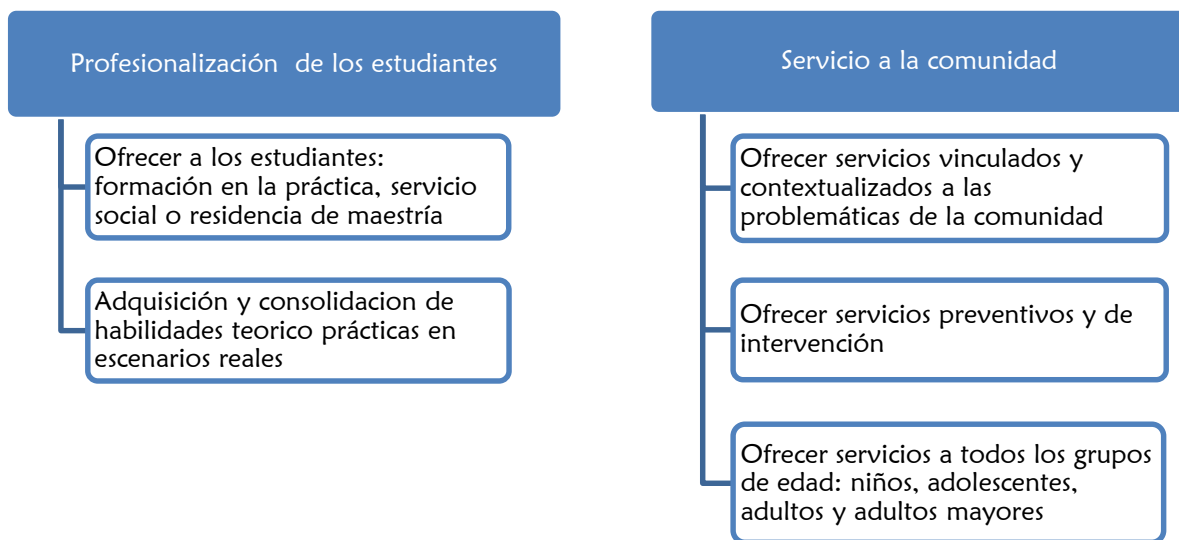 Profesionalización de los estudiantes
Ofrecer a los estudiantes:
formación en la práctica, servicio
social o residencia de maestría
Adquisición y consolidacion de
habilidades teorico prácticas en
escenarios reales
Servicio a la comunidad
Ofrecer servicios vinculados y
contextualizados a las
problemáticas de la comunidad
Ofrecer servicios preventivos y de
intervención
Ofrecer servicios a todos los grupos
de edad: niños, adolescentes,
adultos y adultos mayores